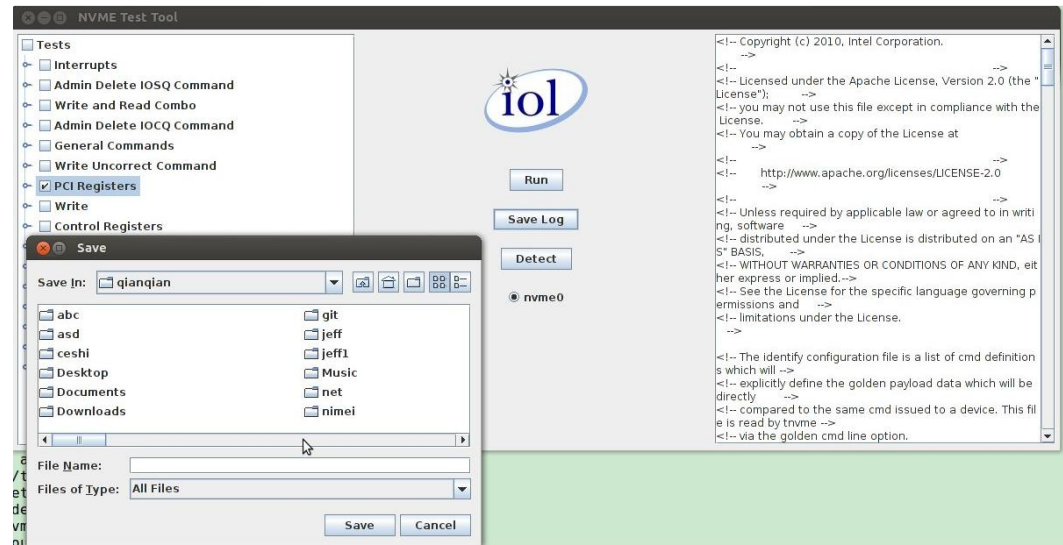 NVME Test Tool
Tests
Interrupts
Admin Delete IOSQ Command
Write and Read Combo
Admin Delete IOCQ Command
General Commands
Write Uncorrect Command
PCI Registers
Write
Control Registers
iol
Run
Save Log
Detect
nvme0
<!-- Copyright (c) 2010, Intel Corporation.
-->
<!-- -->
<!-- Licensed under the Apache License, Version 2.0 (the "
License"); -->
<!-- you may not use this file except in compliance with the
License. -->
<!-- You may obtain a copy of the License at
-->
<!-- -->
<!-- http://www.apache.org/licenses/LICENSE-2.0
-->
<!-- -->
<!-- Unless required by applicable law or agreed to in writi
ng, software -->
<!-- distributed under the License is distributed on an "AS I
S" BASIS, -->
<!-- WITHOUT WARRANTIES OR CONDITIONS OF ANY KIND, eit
her express or implied.-->
<!-- See the License for the specific language governing p
ermissions and -->
<!-- limitations under the License.
-->
<!-- The identify configuration file is a list of cmd definition
s which will -->
<!-- explicitly define the golden payload data which will be
directly -->
<!-- compared to the same cmd issued to a device. This fil
e is read by tnvme -->
<!-- via the golden cmd line option.
Save
Save In: qianqian
abc
asd
ceshi
Desktop
Documents
Downloads
git
jeff
jeff1
Music
net
nimei
File Name:
Files of Type: All Files
Save Cancel